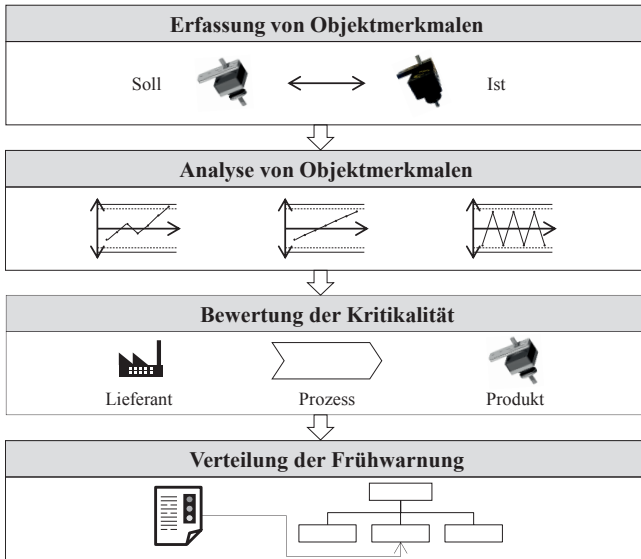 Erfassung von Objektmerkmalen
Soll Ist
Analyse von Objektmerkmalen
Bewertung der Kritikalität
Lieferant Prozess Produkt
Verteilung der Frühwarnung